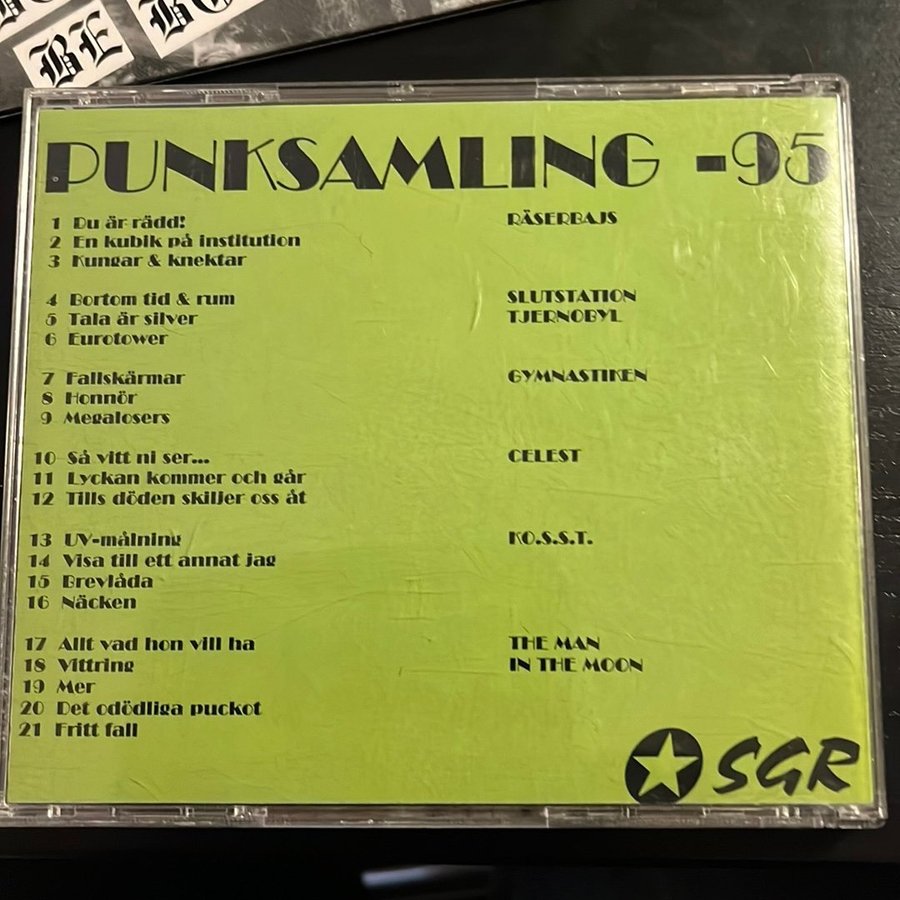 BE
PUNKSAMLING -95
1 Du är rädd! RÄSERBAJS
2 En kubik på institution
3 Kungar & knektar
4 Bortom tid & rum SLUTSTATION
5 Tala är silver TJERNOBYL
6 Eurotower
7 Fallskärmar GYMNASTIKEN
8 Honnör
9 Megalosers
10 Så vitt ni ser... CELEST
11 Lyckan kommer och går
12 Tills döden skiljer oss åt
13 UV-målning KO.S.S.T.
14 Visa till ett annat jag
15 Brevlåda
16 Näcken
17 Allt vad hon vill ha THE MAN
18 Vittring IN THE MOON
19 Mer
20 Det odödliga puckot
21 Fritt fall
SGR